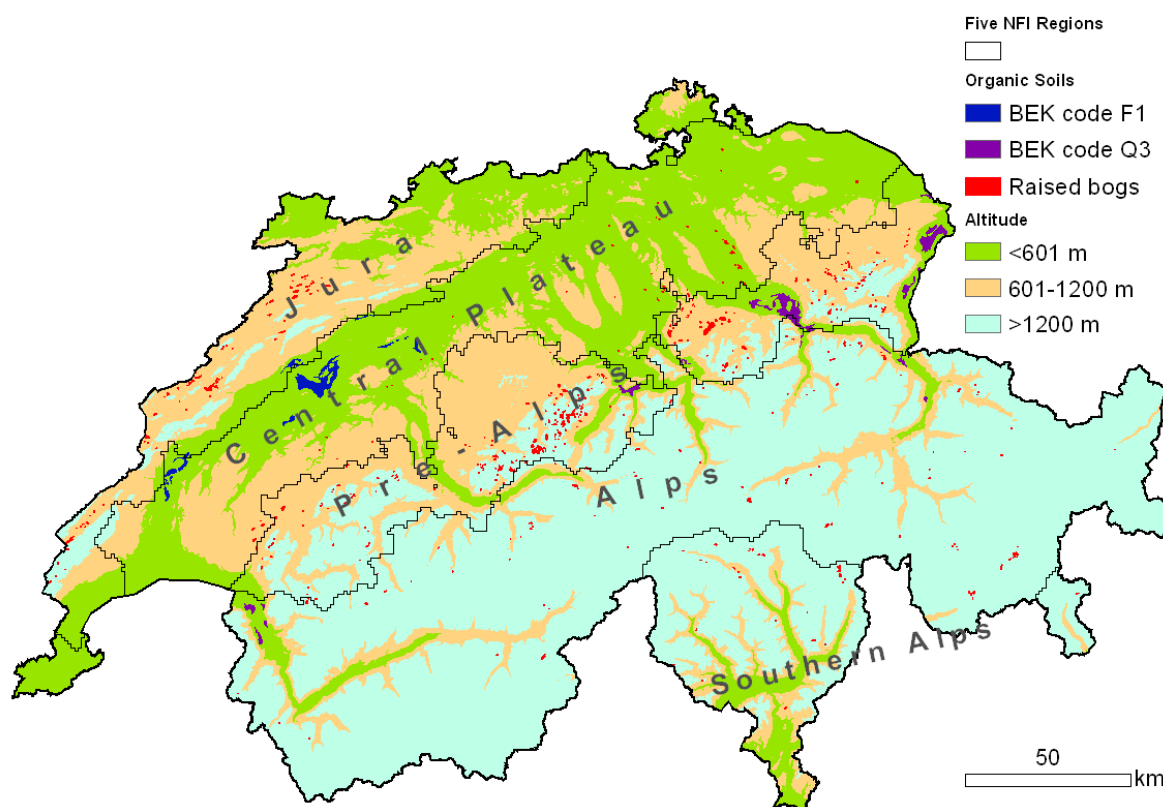 Five NFI Regions
Organic Soils
BEK code F1
BEK code Q3
Raised bogs
Altitude
<601 m
601-1200 m
>1200 m
Jura
Central Plateau
Pre-Alps
Alps
Southern Alps
50
km